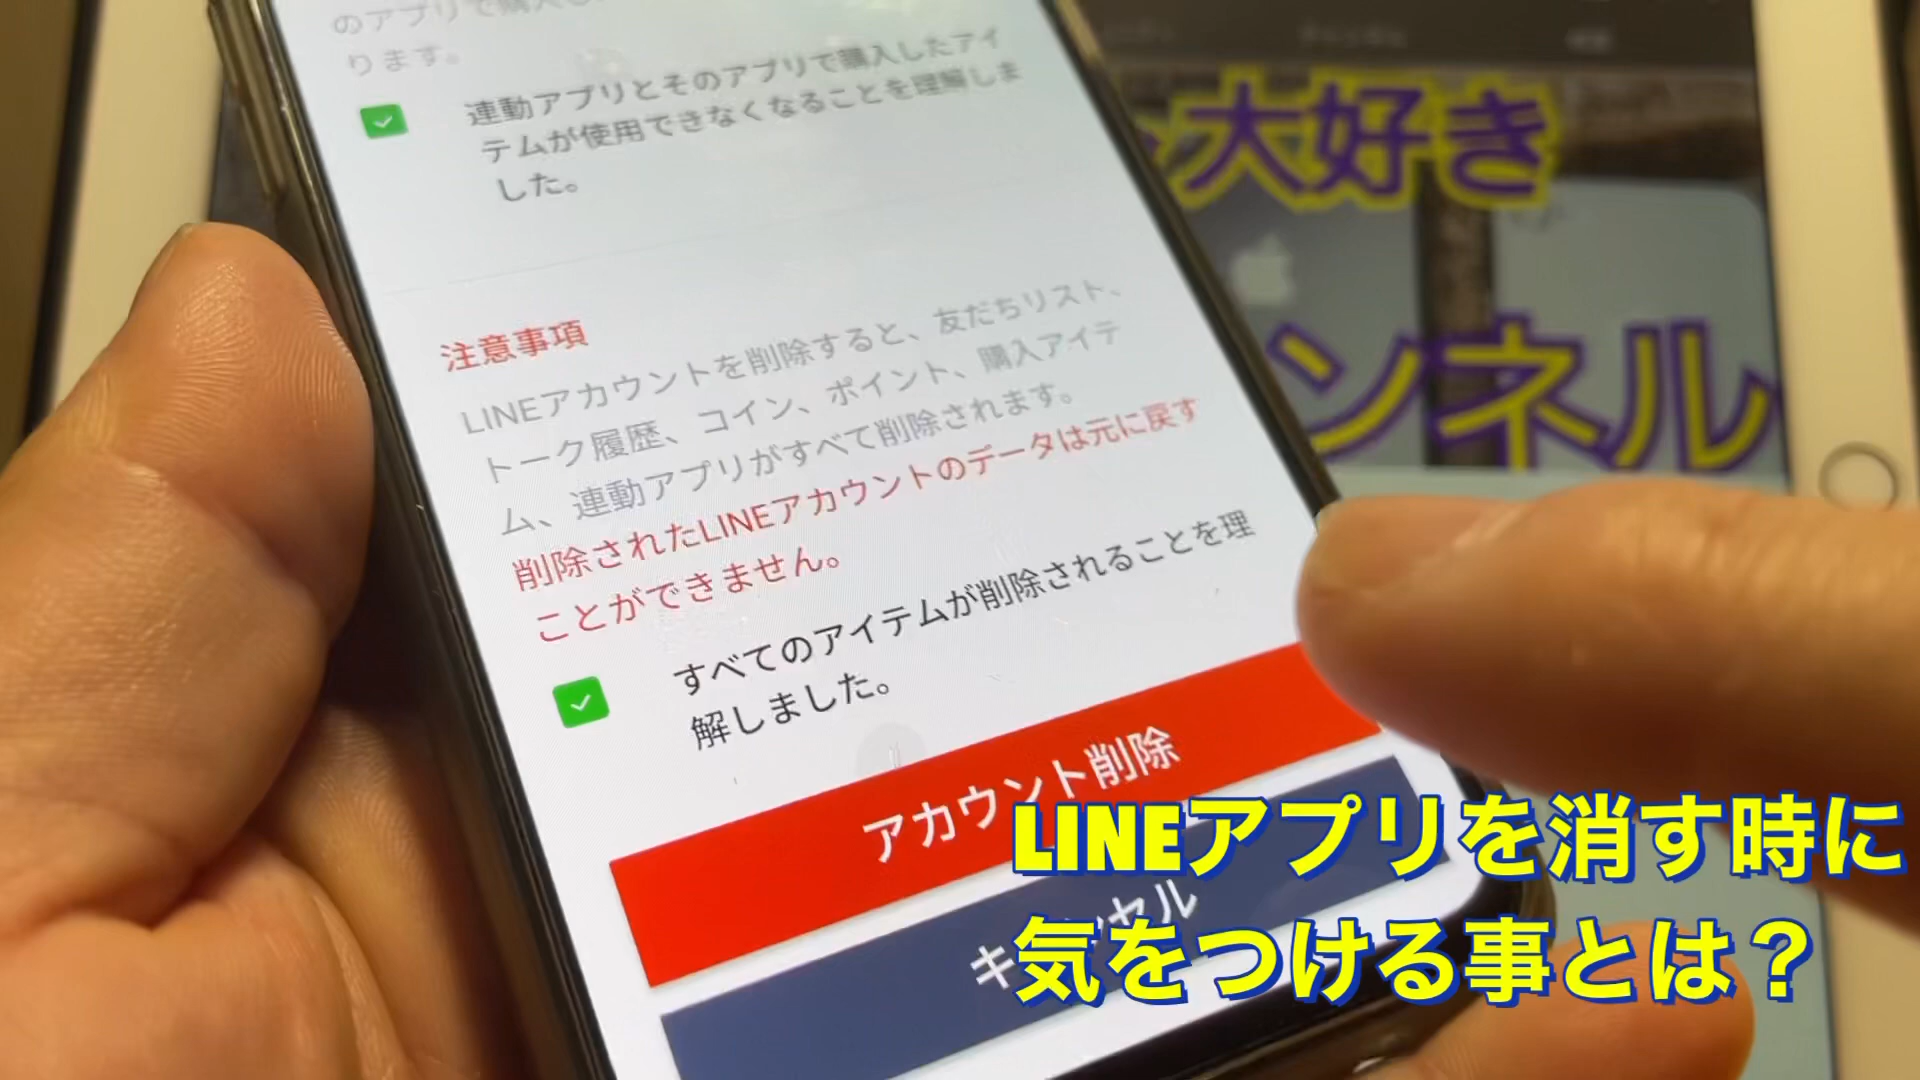 のアプリで購入し
ります。
連動アプリとそのアプリで購入したアイ
テムが使用できなくなることを理解しま
した。
注意事項
LINEアカウントを削除すると、友だちリスト、
トーク履歴、コイン、ポイント、購入アイテ
ム、連動アプリがすべて削除されます。
削除されたLINEアカウントのデータは元に戻す
ことができません。
すべてのアイテムが削除されることを理
解しました。
アカウント削除
キャンセル
大好き
ンネル
LINEアプリを消す時に
気をつける事とは？